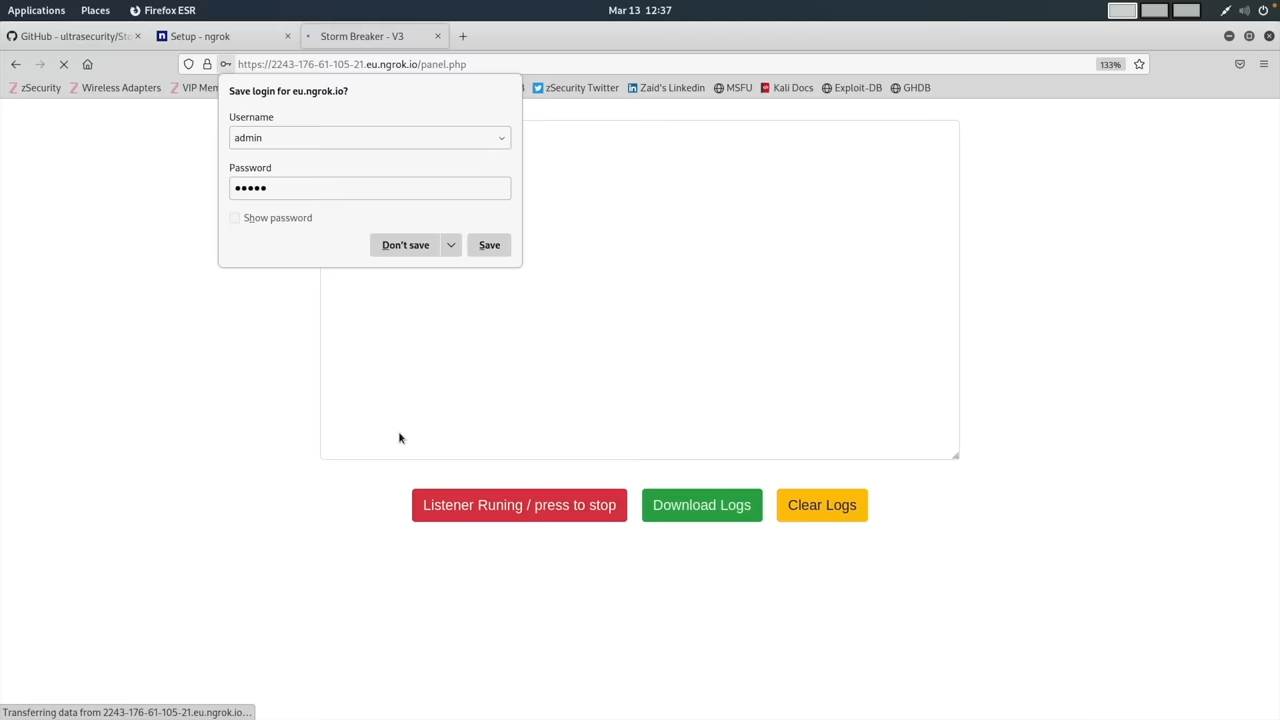 Applications Places Firefox ESR Mar 13 12:37
GitHub - ultrasecurity/Sto Setup - ngrok Storm Breaker - V3
https://2243-176-61-105-21.eu.ngrok.io/panel.php 133%
zSecurity Wireless Adapters VIP Mem zSecurity Twitter Zaid's Linkedin MSFU Kali Docs Exploit-DB GHDB
Save login for eu.ngrok.io?
Username
admin
Password
Show password
Don't save Save
Listener Runing / press to stop Download Logs Clear Logs
Transferring data from 2243-176-61-105-21.eu.ngrok.io…